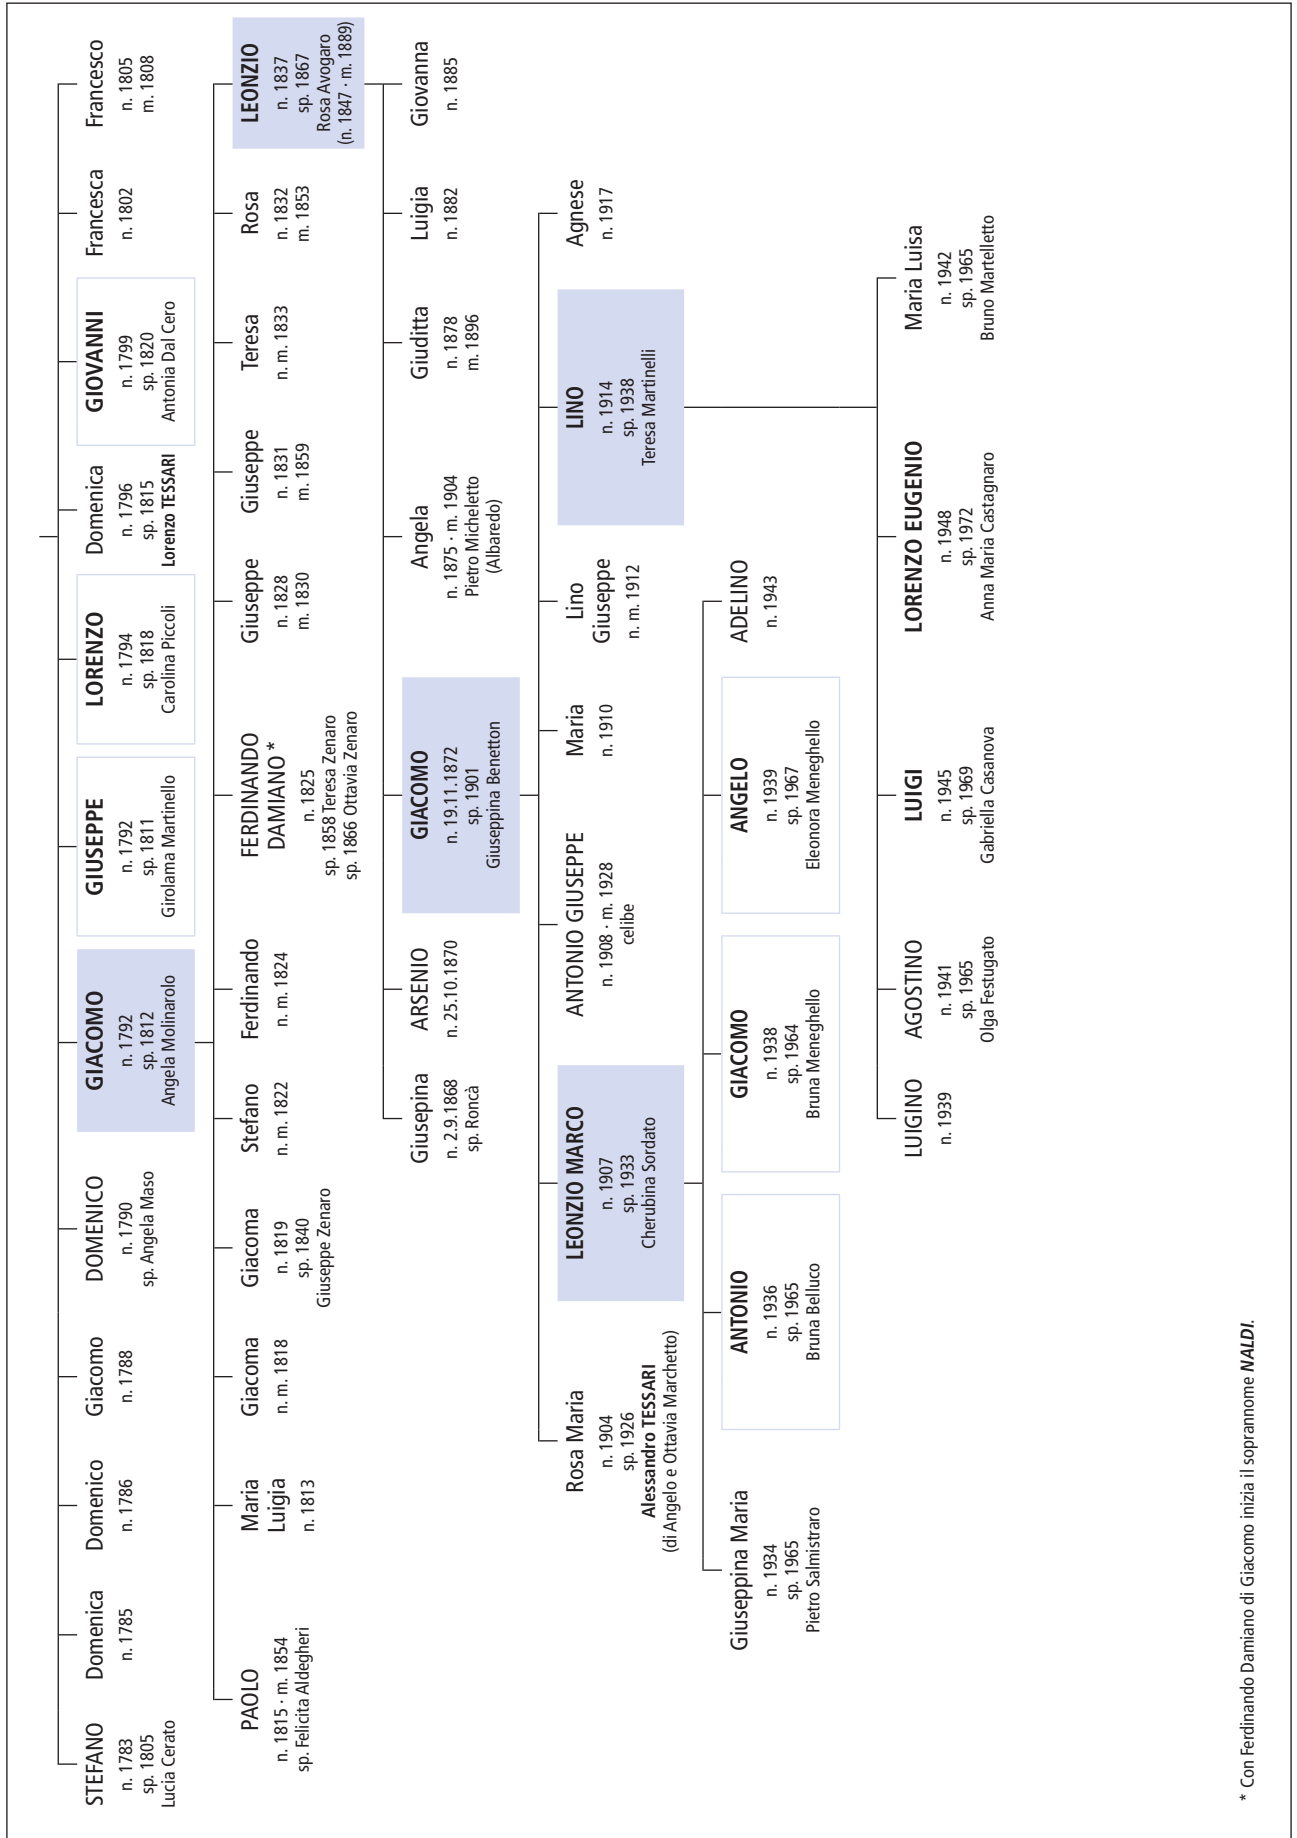 STEFANO
n. 1783
sp. 1805
Lucia Cerato
Domenica
n. 1785
Domenico
n. 1786
Giacomo
n. 1788
DOMENICO
n. 1790
sp. Angela Maso
GIACOMO
n. 1792
sp. 1812
Angela Molinarolo
GIUSEPPE
n. 1792
sp. 1811
Girolama Martinello
LORENZO
n. 1794
sp. 1818
Carolina Piccoli
Domenica
n. 1796
sp. 1815
Lorenzo TESSARI
GIOVANNI
n. 1799
sp. 1820
Antonia Dal Cero
Francesca
n. 1802
Francesco
n. 1805
m. 1808
PAOLO
n. 1815 · m. 1854
sp. Felicita Aldegheri
Maria
Luigia
n. 1813
Giacoma
n. m. 1818
Giacoma
n. 1819
sp. 1840
Giuseppe Zenaro
Stefano
n. m. 1822
Ferdinando
n. m. 1824
FERDINANDO
DAMIANO *
n. 1825
sp. 1858 Teresa Zenaro
sp. 1866 Ottavia Zenaro
Giuseppe
n. 1828
m. 1830
Giuseppe
n. 1831
m. 1859
Teresa
n. m. 1833
Rosa
n. 1832
m. 1853
LEONZIO
n. 1837
sp. 1867
Rosa Avogaro
(n. 1847 · m. 1889)
Giusepina
n. 2.9.1868
sp. Roncà
ARSENIO
n. 25.10.1870
GIACOMO
n. 19.11.1872
sp. 1901
Giuseppina Benetton
Angela
n. 1875 · m. 1904
Pietro Micheletto
(Albaredo)
Giuditta
n. 1878
m. 1896
Luigia
n. 1882
Giovanna
n. 1885
Rosa Maria
n. 1904
sp. 1926
Alessandro TESSARI
(di Angelo e Ottavia Marchetto)
LEONZIO MARCO
n. 1907
sp. 1933
Cherubina Sordato
ANTONIO GIUSEPPE
n. 1908 · m. 1928
celibe
Maria
n. 1910
Lino
Giuseppe
n. m. 1912
LINO
n. 1914
sp. 1938
Teresa Martinelli
Agnese
n. 1917
Giuseppina Maria
n. 1934
sp. 1965
Pietro Salmistraro
ANTONIO
n. 1936
sp. 1965
Bruna Belluco
GIACOMO
n. 1938
sp. 1964
Bruna Meneghello
ANGELO
n. 1939
sp. 1967
Eleonora Meneghello
ADELINO
n. 1943
LUIGINO
n. 1939
AGOSTINO
n. 1941
sp. 1965
Olga Festugato
LUIGI
n. 1945
sp. 1969
Gabriella Casanova
LORENZO EUGENIO
n. 1948
sp. 1972
Anna Maria Castagnaro
Maria Luisa
n. 1942
sp. 1965
Bruno Martelletto
* Con Ferdinando Damiano di Giacomo inizia il soprannome NALDI.